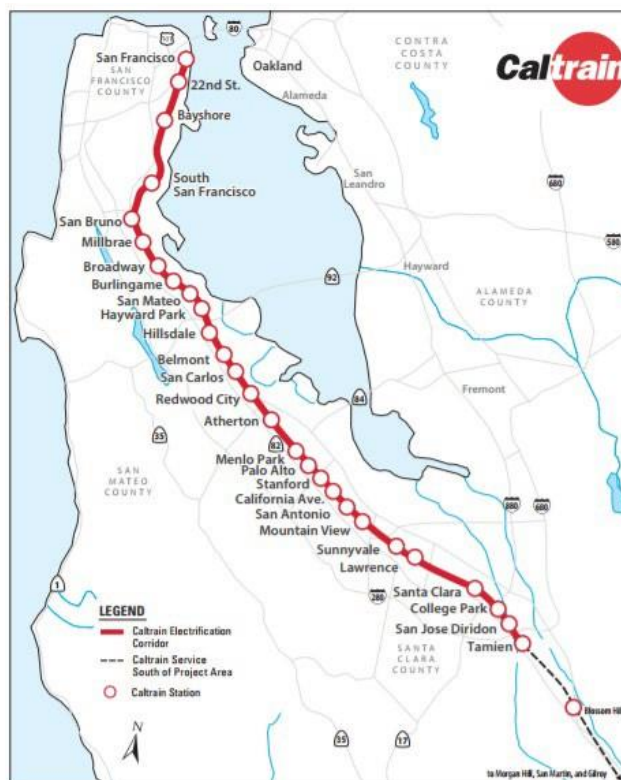 Caltrain
CONTRA
COSTA
COUNTY
101
80
San Francisco
SAN
FRANCISCO
COUNTY
Oakland
Alameda
22nd St.
Bayshore
San
Leandro
680
South
San Francisco
San Bruno
580
Millbrae
Broadway
92
Hayward
Burlingame
ALAMEDA
COUNTY
San Mateo
Hayward Park
Hillsdale
Belmont
San Carlos
Redwood City
Fremont
84
Atherton
35
82
Menlo Park
Palo Alto
SAN
MATEO
COUNTY
Stanford
California Ave.
880
680
San Antonio
Mountain View
Sunnyvale
Lawrence
1
280
Santa Clara
College Park
San Jose Diridon
Tamien
SANTA
CLARA
COUNTY
LEGEND
Caltrain Electrification
Corridor
Caltrain Service
South of Project Area
Caltrain Station
N
Blossom Hil
35
17
to Morgan Hill, San Martin, and Gilroy